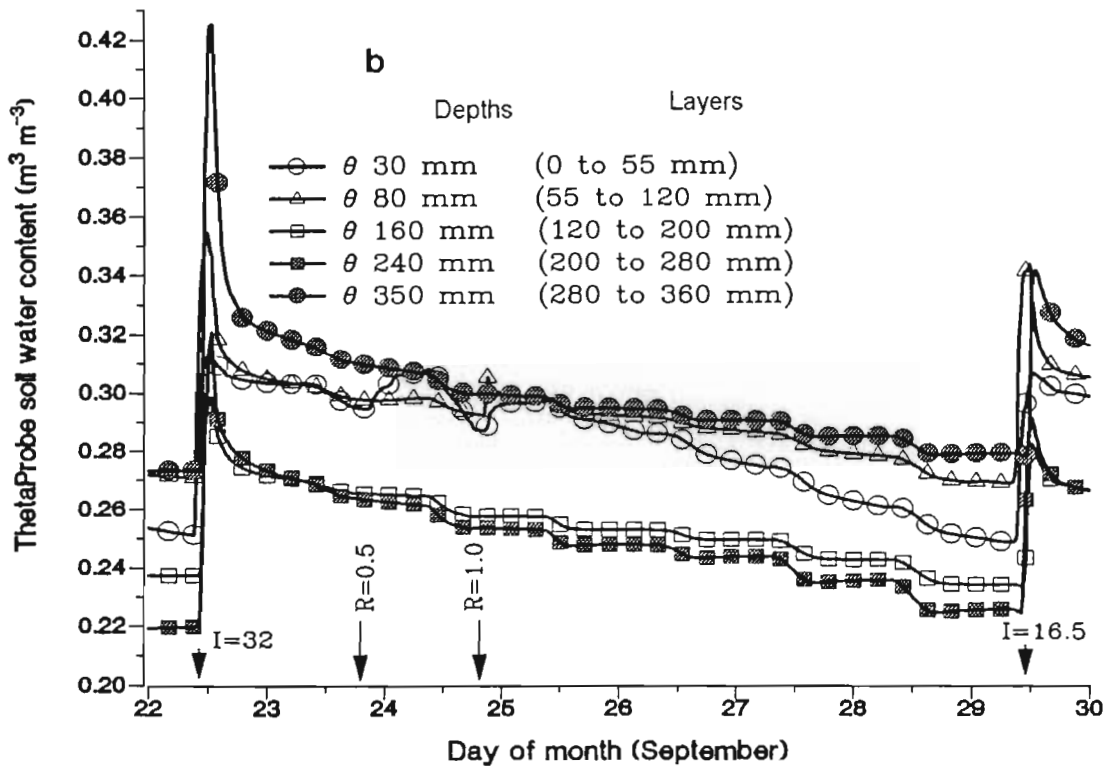 b
Depths Layers
θ 30 mm (0 to 55 mm)
θ 80 mm (55 to 120 mm)
θ 160 mm (120 to 200 mm)
θ 240 mm (200 to 280 mm)
θ 350 mm (280 to 360 mm)
ThetaProbe soil water content (m³ m⁻³)
0.42
0.40
0.38
0.36
0.34
0.32
0.30
0.28
0.26
0.24
0.22
0.20
I=32
R=0.5
R=1.0
I=16.5
22 23 24 25 26 27 28 29 30
Day of month (September)